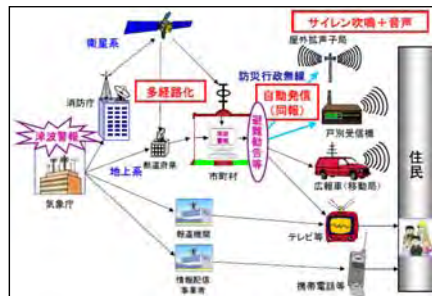 サイレン吹鳴＋音声
衛星系
屋外拡声子局
防災行政無線
消防庁
多経路化
自動発信
(同報)
津波警報
避難勧告等
戸別受信機
都道府県
地上系
市町村
住民
気象庁
広報車(移動局)
報道機関
テレビ等
情報配信
事業者
携帯電話等